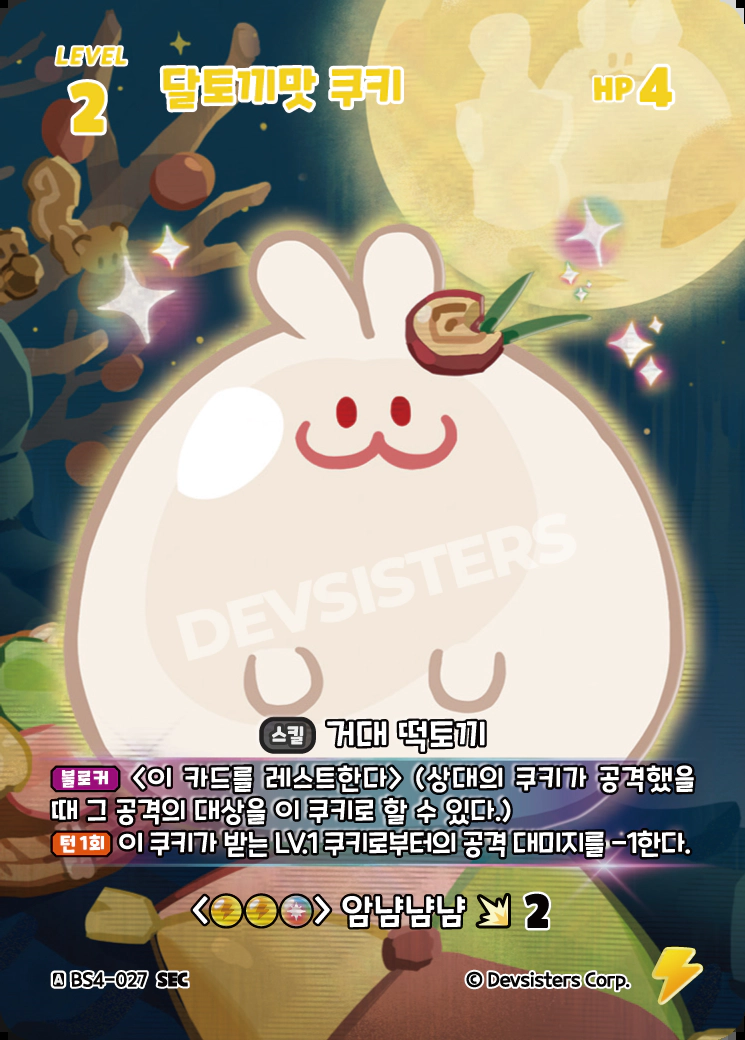 LEVEL
2
달토끼맛 쿠키
HP 4
DEVSISTERS
스킬 거대 떡토끼
블로커 <이 카드를 레스트한다> (상대의 쿠키가 공격했을
때 그 공격의 대상을 이 쿠키로 할 수 있다.)
턴 1회 이 쿠키가 받는 LV.1 쿠키로부터의 공격 대미지를 -1한다.
< > 암냠냠냠 2
A BS4-027 SEC
© Devsisters Corp.